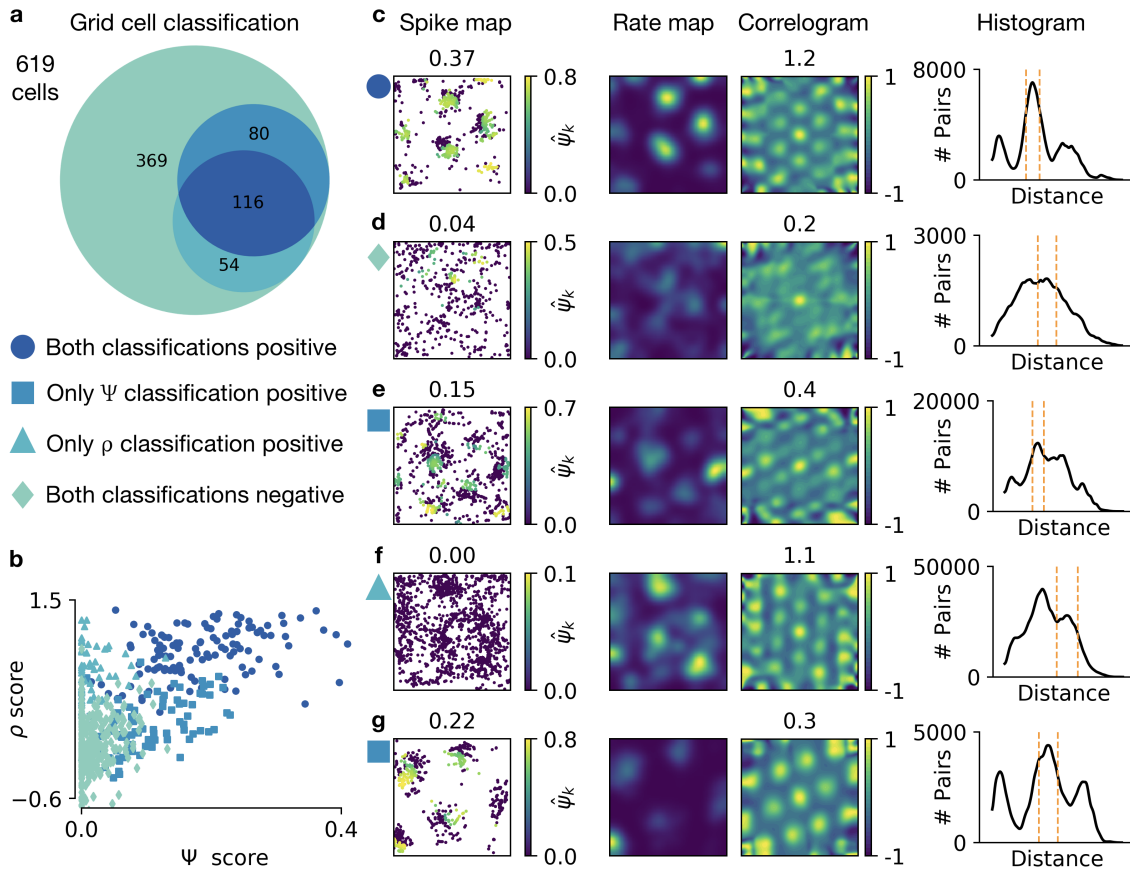 a Grid cell classification
619
cells
369
80
116
54
Both classifications positive
Only Ψ classification positive
Only ρ classification positive
Both classifications negative
b
1.5
ρ score
−0.6
0.0
0.4
Ψ score
c Spike map Rate map Correlogram Histogram
0.37
0.8
0.0
ψ̂k
1.2
1
-1
8000
0
# Pairs
Distance
d
0.04
0.5
0.0
ψ̂k
0.2
1
-1
3000
0
# Pairs
Distance
e
0.15
0.7
0.0
ψ̂k
0.4
1
-1
20000
0
# Pairs
Distance
f
0.00
0.1
0.0
ψ̂k
1.1
1
-1
50000
0
# Pairs
Distance
g
0.22
0.8
0.0
ψ̂k
0.3
1
-1
5000
0
# Pairs
Distance